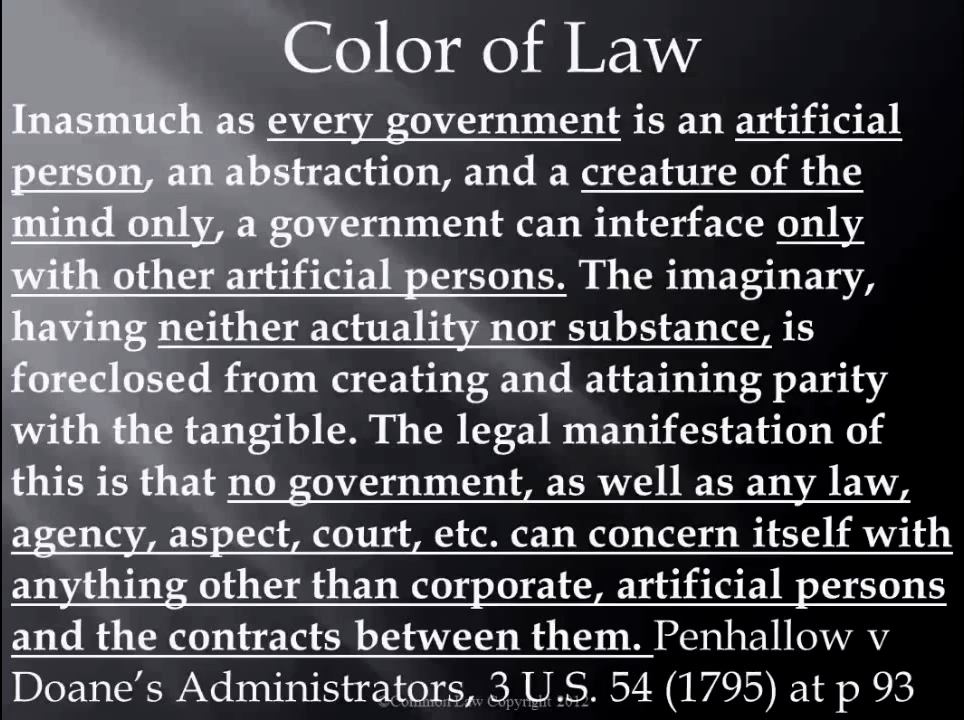 Color of Law
Inasmuch as every government is an artificial
person, an abstraction, and a creature of the
mind only, a government can interface only
with other artificial persons. The imaginary,
having neither actuality nor substance, is
foreclosed from creating and attaining parity
with the tangible. The legal manifestation of
this is that no government, as well as any law,
agency, aspect, court, etc. can concern itself with
anything other than corporate, artificial persons
and the contracts between them. Penhallow v
Doane’s Administrators, 3 U.S. 54 (1795) at p 93
©Common Law Copyright 2012